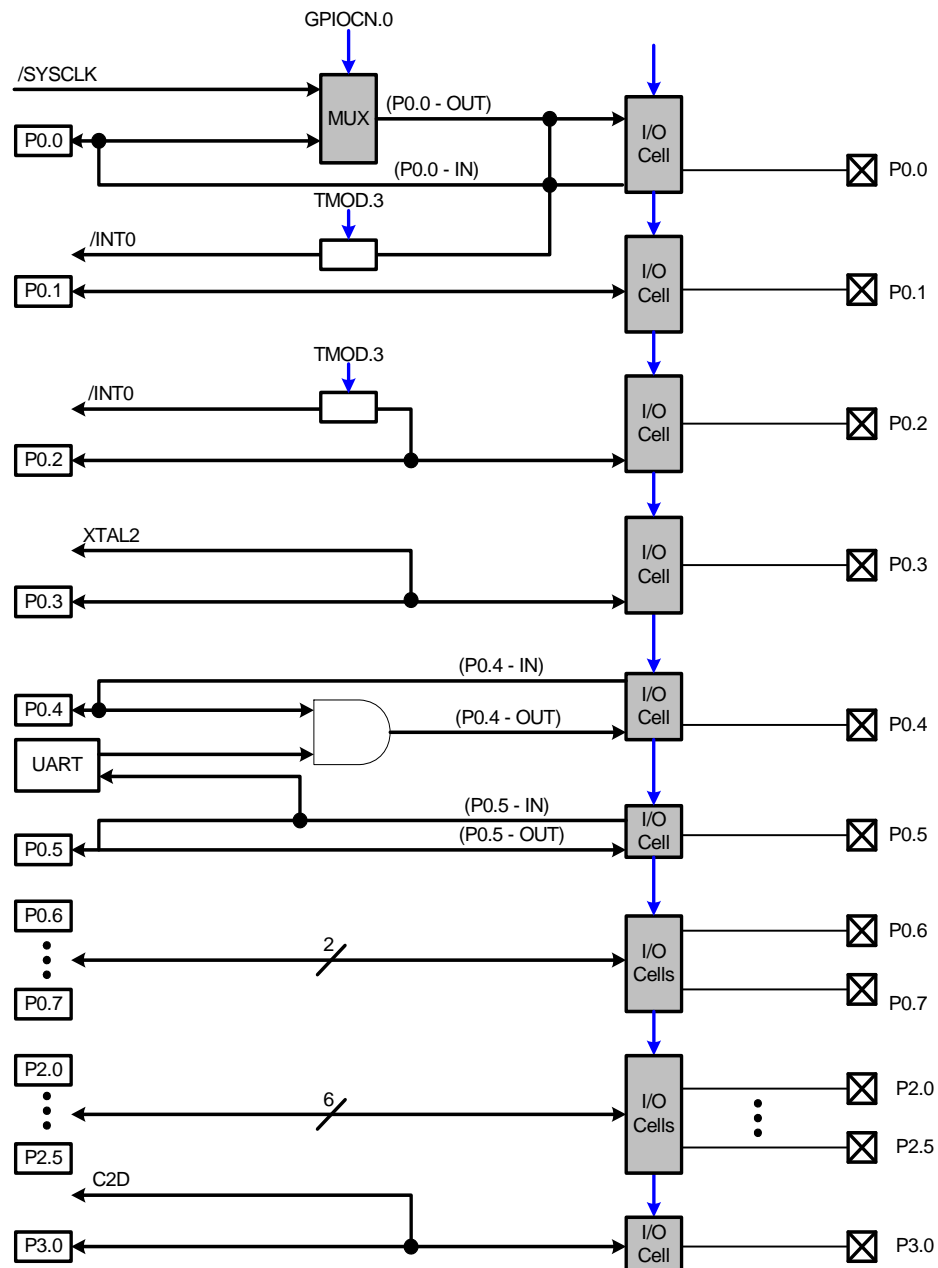 GPIOCN.0
/SYSCLK
MUX
(P0.0 - OUT)
I/O
Cell
P0.0
P0.0
(P0.0 - IN)
TMOD.3
/INT0
P0.1
I/O
Cell
P0.1
TMOD.3
/INT0
I/O
Cell
P0.2
P0.2
XTAL2
I/O
Cell
P0.3
P0.3
(P0.4 - IN)
P0.4
(P0.4 - OUT)
I/O
Cell
P0.4
UART
(P0.5 - IN)
(P0.5 - OUT)
P0.5
I/O
Cell
P0.5
P0.6
P0.7
2
I/O
Cells
P0.6
P0.7
P2.0
P2.5
6
I/O
Cells
P2.0
P2.5
C2D
P3.0
I/O
Cell
P3.0